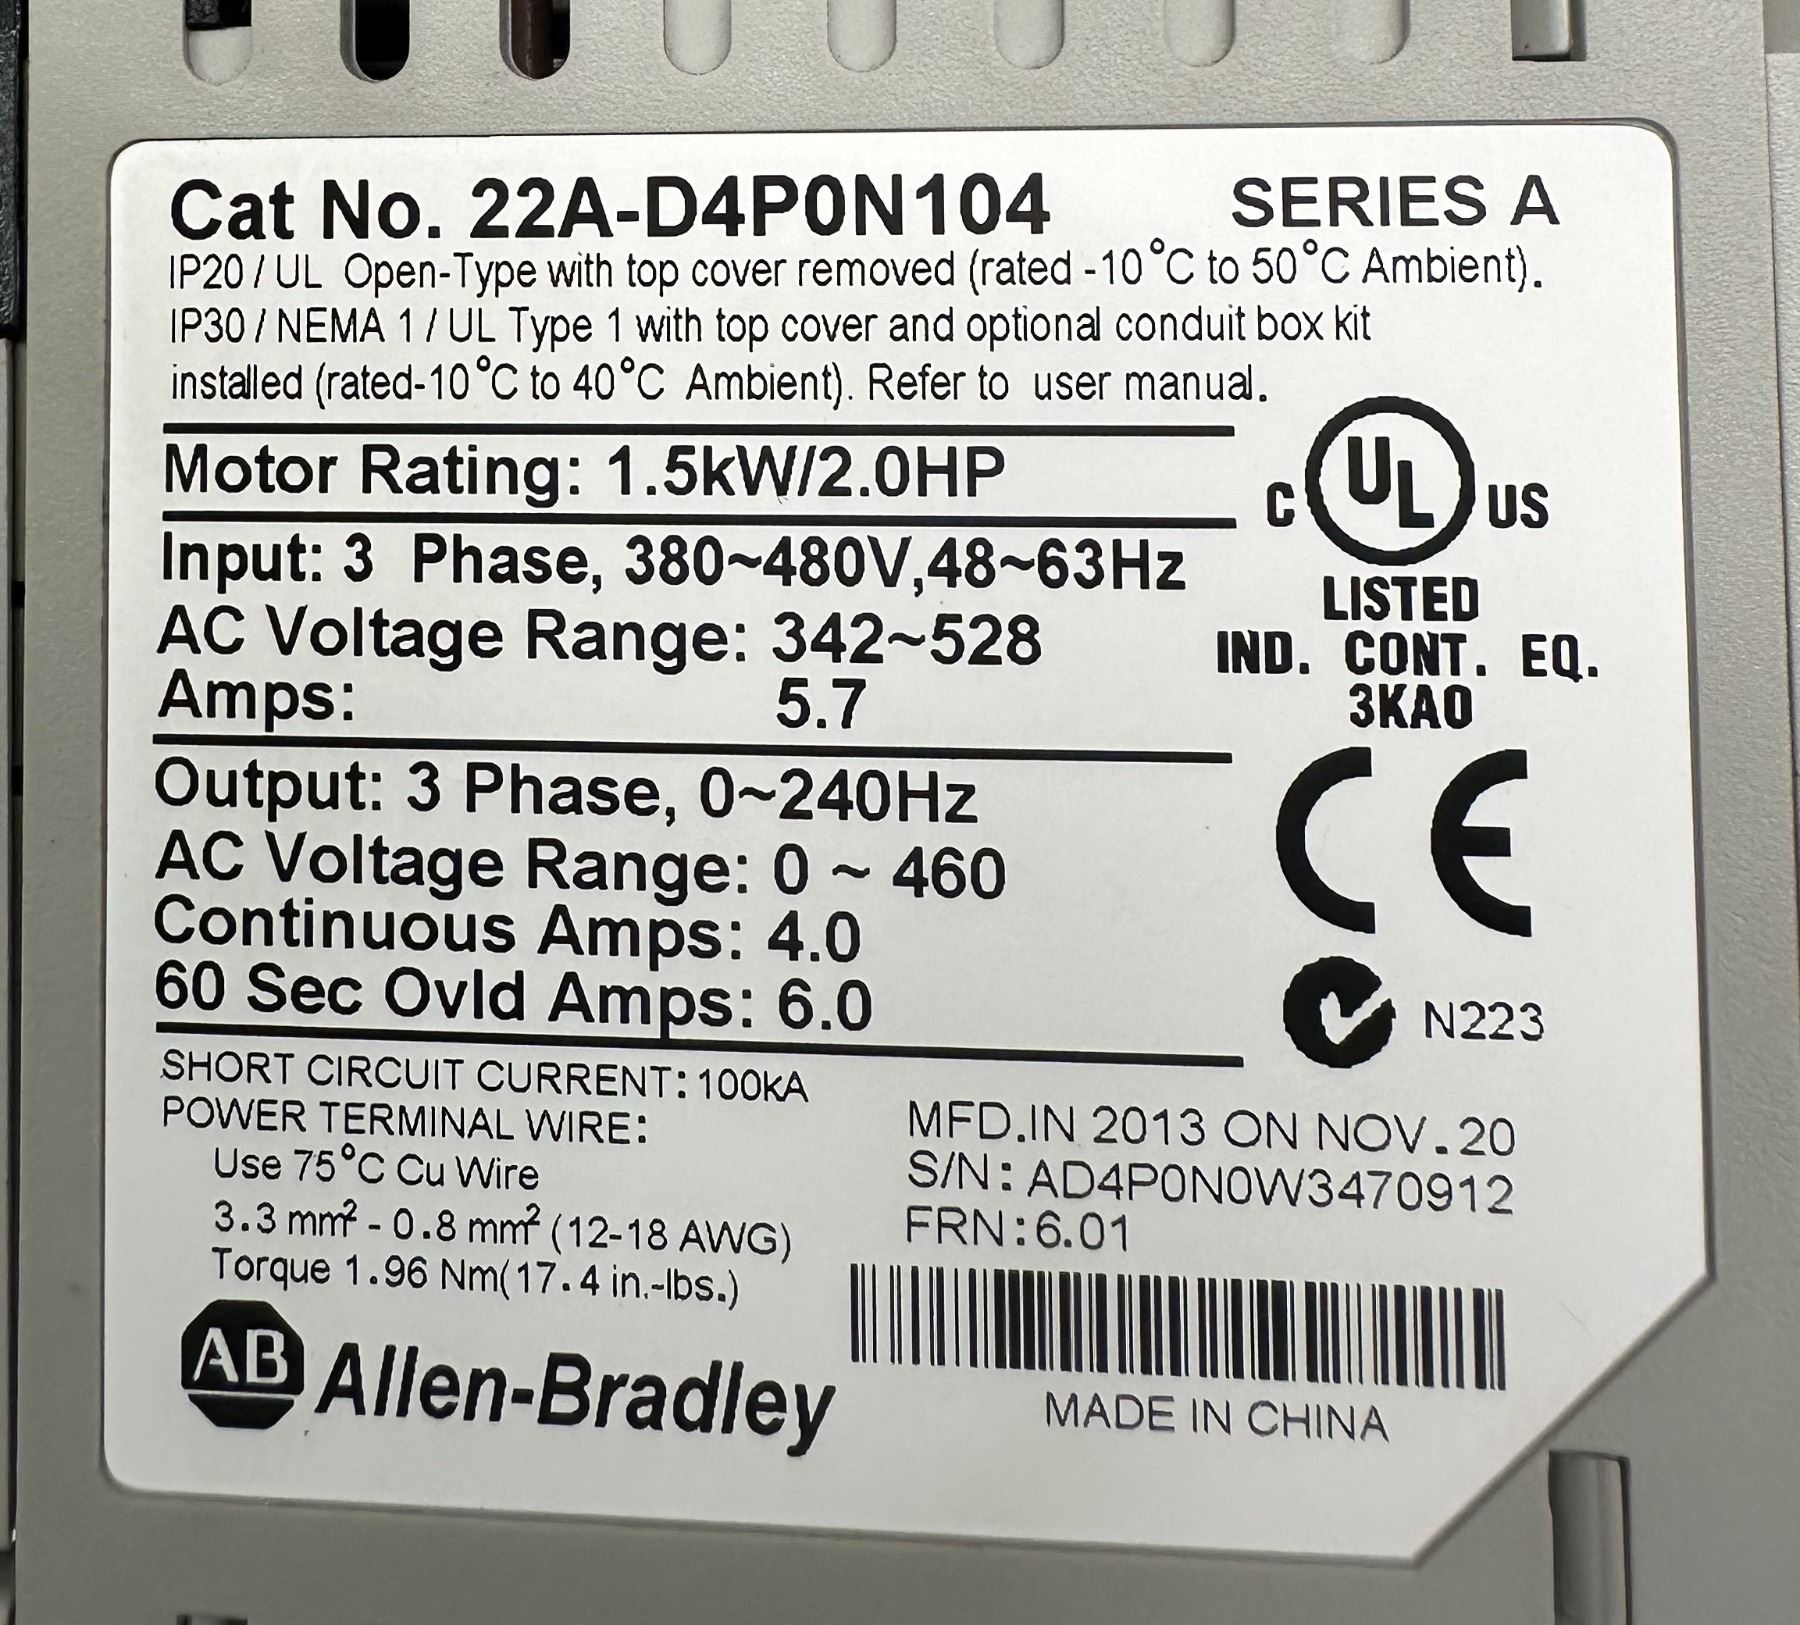 Cat No. 22A-D4P0N104 SERIES A
IP20 / UL Open-Type with top cover removed (rated -10°C to 50°C Ambient).
IP30 / NEMA 1 / UL Type 1 with top cover and optional conduit box kit
installed (rated-10°C to 40°C Ambient). Refer to user manual.
Motor Rating: 1.5kW/2.0HP
Input: 3 Phase, 380~480V,48~63Hz
AC Voltage Range: 342~528
Amps: 5.7
C UL US
LISTED
IND. CONT. EQ.
3KA0
Output: 3 Phase, 0~240Hz
AC Voltage Range: 0 ~ 460
Continuous Amps: 4.0
60 Sec Ovld Amps: 6.0
CE
N223
SHORT CIRCUIT CURRENT: 100kA
POWER TERMINAL WIRE:
Use 75°C Cu Wire
3.3 mm² - 0.8 mm² (12-18 AWG)
Torque 1.96 Nm(17.4 in.-lbs.)
MFD.IN 2013 ON NOV.20
S/N: AD4P0N0W3470912
FRN:6.01
AB Allen-Bradley
MADE IN CHINA